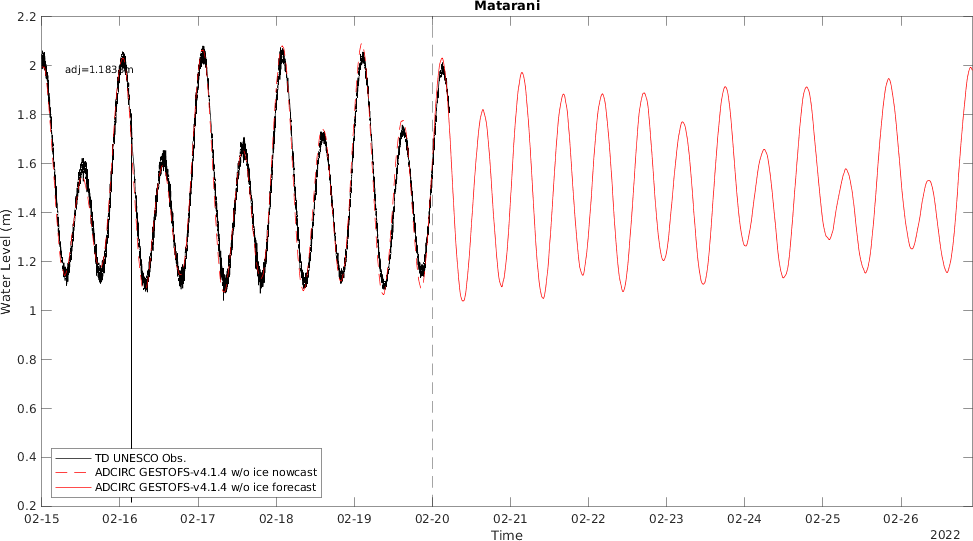 Matarani
2.2
2
1.8
1.6
1.4
1.2
1
0.8
0.6
0.4
0.2
Water Level (m)
TD UNESCO Obs.
ADCIRC GESTOFS-v4.1.4 w/o ice nowcast
ADCIRC GESTOFS-v4.1.4 w/o ice forecast
02-15 02-16 02-17 02-18 02-19 02-20 02-21 02-22 02-23 02-24 02-25 02-26
Time
2022